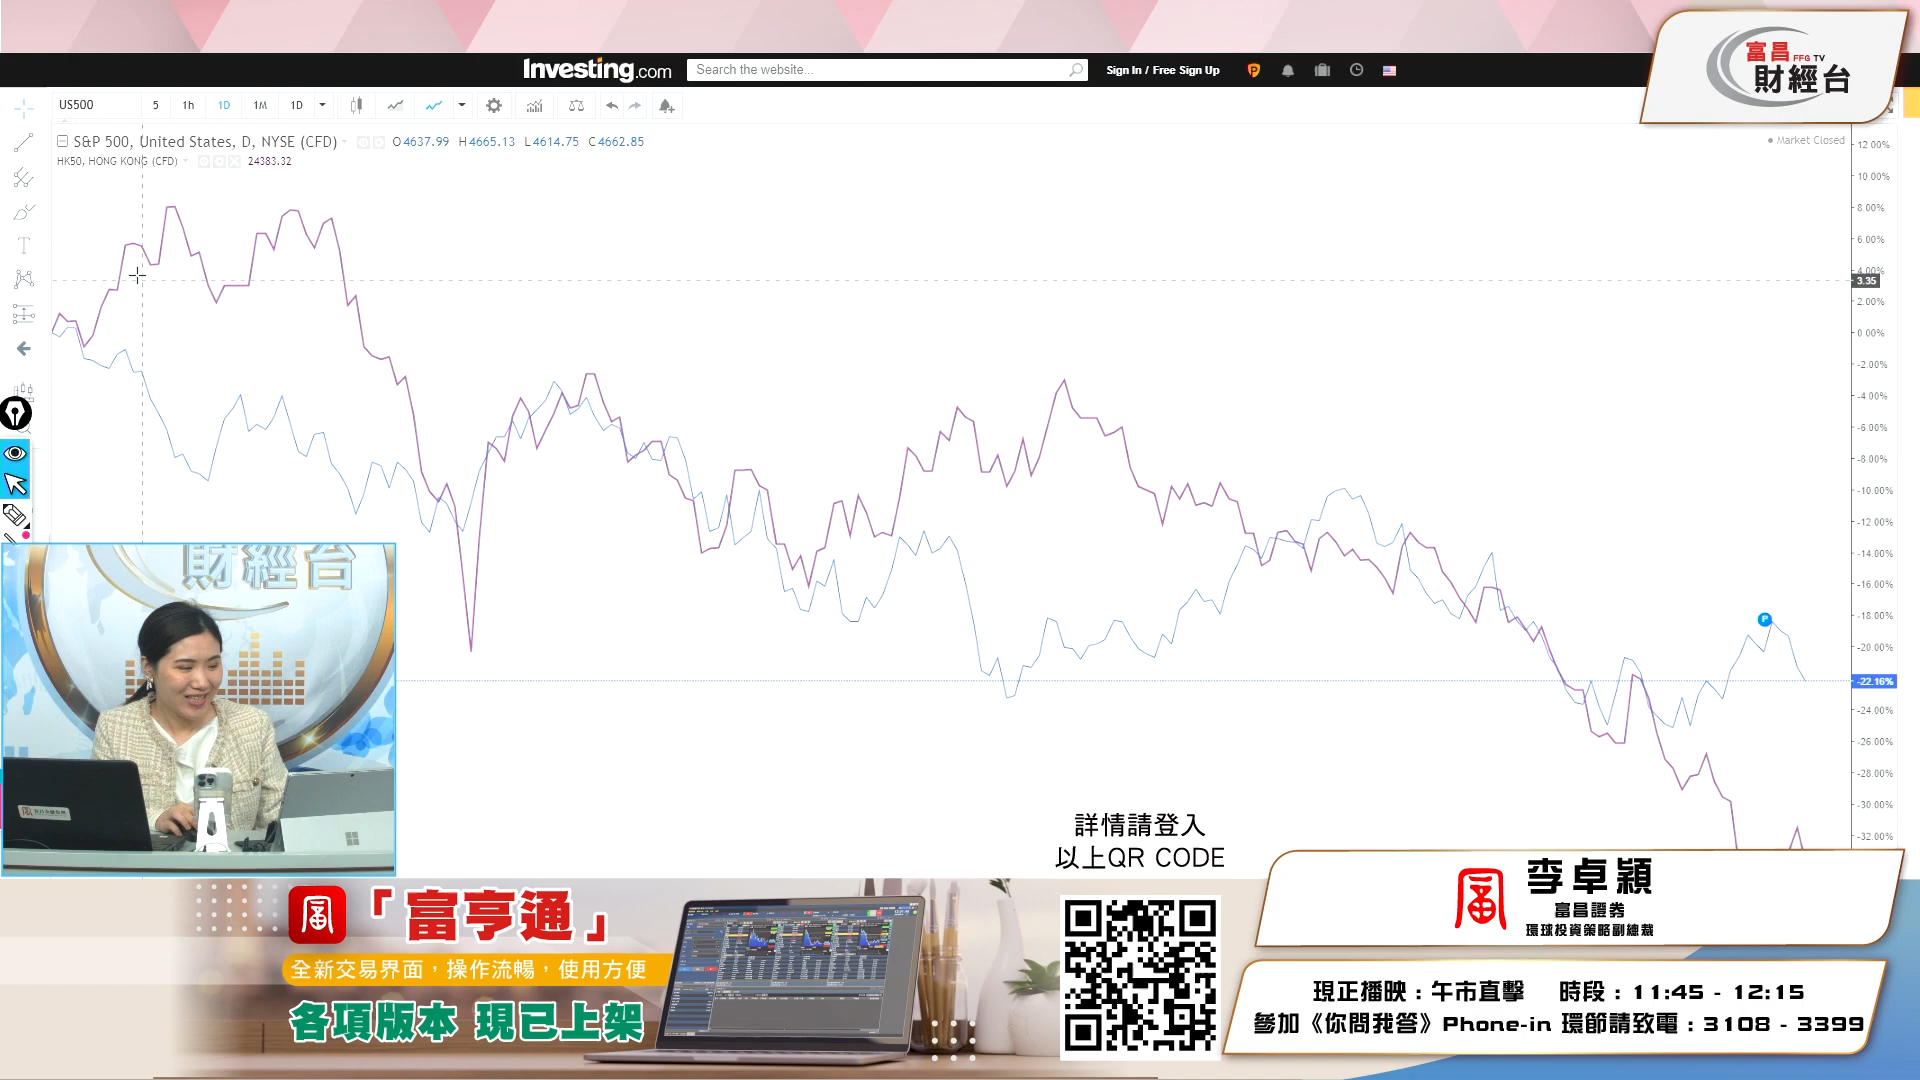 Investing.com
Search the website...
Sign In / Free Sign Up
富昌 FFG TV
財經台
US500
5
1h
1D
1M
1D
S&P 500, United States, D, NYSE (CFD)
O4637.99 H4665.13 L4614.75 C4662.85
HK50, HONG KONG (CFD)
24383.32
Market Closed
12.00%
10.00%
8.00%
6.00%
4.00%
3.35
2.00%
0.00%
-2.00%
-4.00%
-6.00%
-8.00%
-10.00%
-12.00%
-14.00%
-16.00%
-18.00%
-20.00%
-22.16%
-24.00%
-26.00%
-28.00%
-30.00%
-32.00%
P
財經台
詳情請登入
以上QR CODE
「富亨通」
全新交易界面，操作流暢，使用方便
各項版本 現已上架
李卓穎
富昌證券
環球投資策略副總裁
現正播映：午市直擊 時段：11:45 - 12:15
參加《你問我答》Phone-in 環節請致電：3108 - 3399